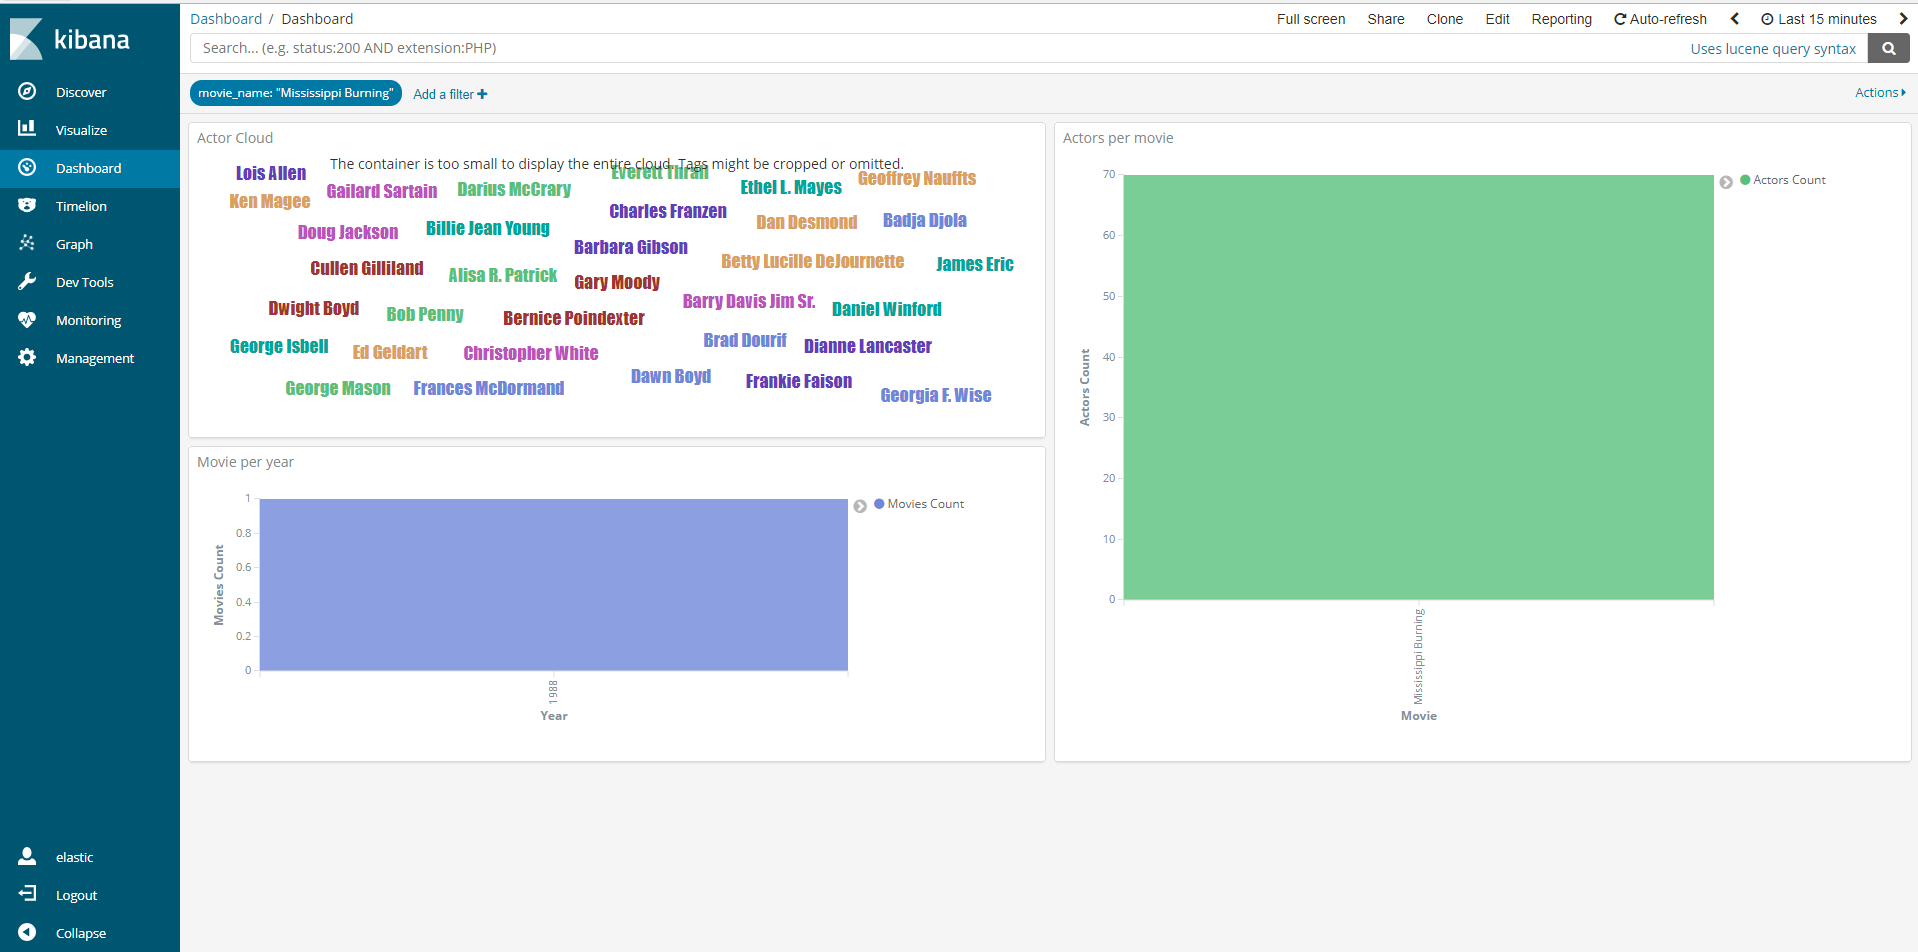 kibana
Discover
Visualize
Dashboard
Timelion
Graph
Dev Tools
Monitoring
Management
elastic
Logout
Collapse
Dashboard / Dashboard
Full screen Share Clone Edit Reporting Auto-refresh Last 15 minutes
Search... (e.g. status:200 AND extension:PHP)
Uses lucene query syntax
movie_name: "Mississippi Burning"
Add a filter
Actions
Actor Cloud
The container is too small to display the entire cloud. Tags might be cropped or omitted.
Lois Allen
Everett Thrall
Ken Magee
Gailard Sartain
Darius McCrary
Ethel L. Mayes
Geoffrey Nauffts
Charles Franzen
Doug Jackson
Billie Jean Young
Dan Desmond
Badja Djola
Barbara Gibson
Cullen Gilliland
Alisa R. Patrick
Gary Moody
Betty Lucille DeJournette
James Eric
Dwight Boyd
Bob Penny
Bernice Poindexter
Barry Davis Jim Sr.
Daniel Winford
George Isbell
Ed Geldart
Christopher White
Brad Dourif
Dianne Lancaster
George Mason
Frances McDormand
Dawn Boyd
Frankie Faison
Georgia F. Wise
Movie per year
Movies Count
1
0.8
0.6
0.4
0.2
0
1988
Year
Movies Count
Actors per movie
Actors Count
70
60
50
40
30
20
10
0
Mississippi Burning
Movie
Actors Count